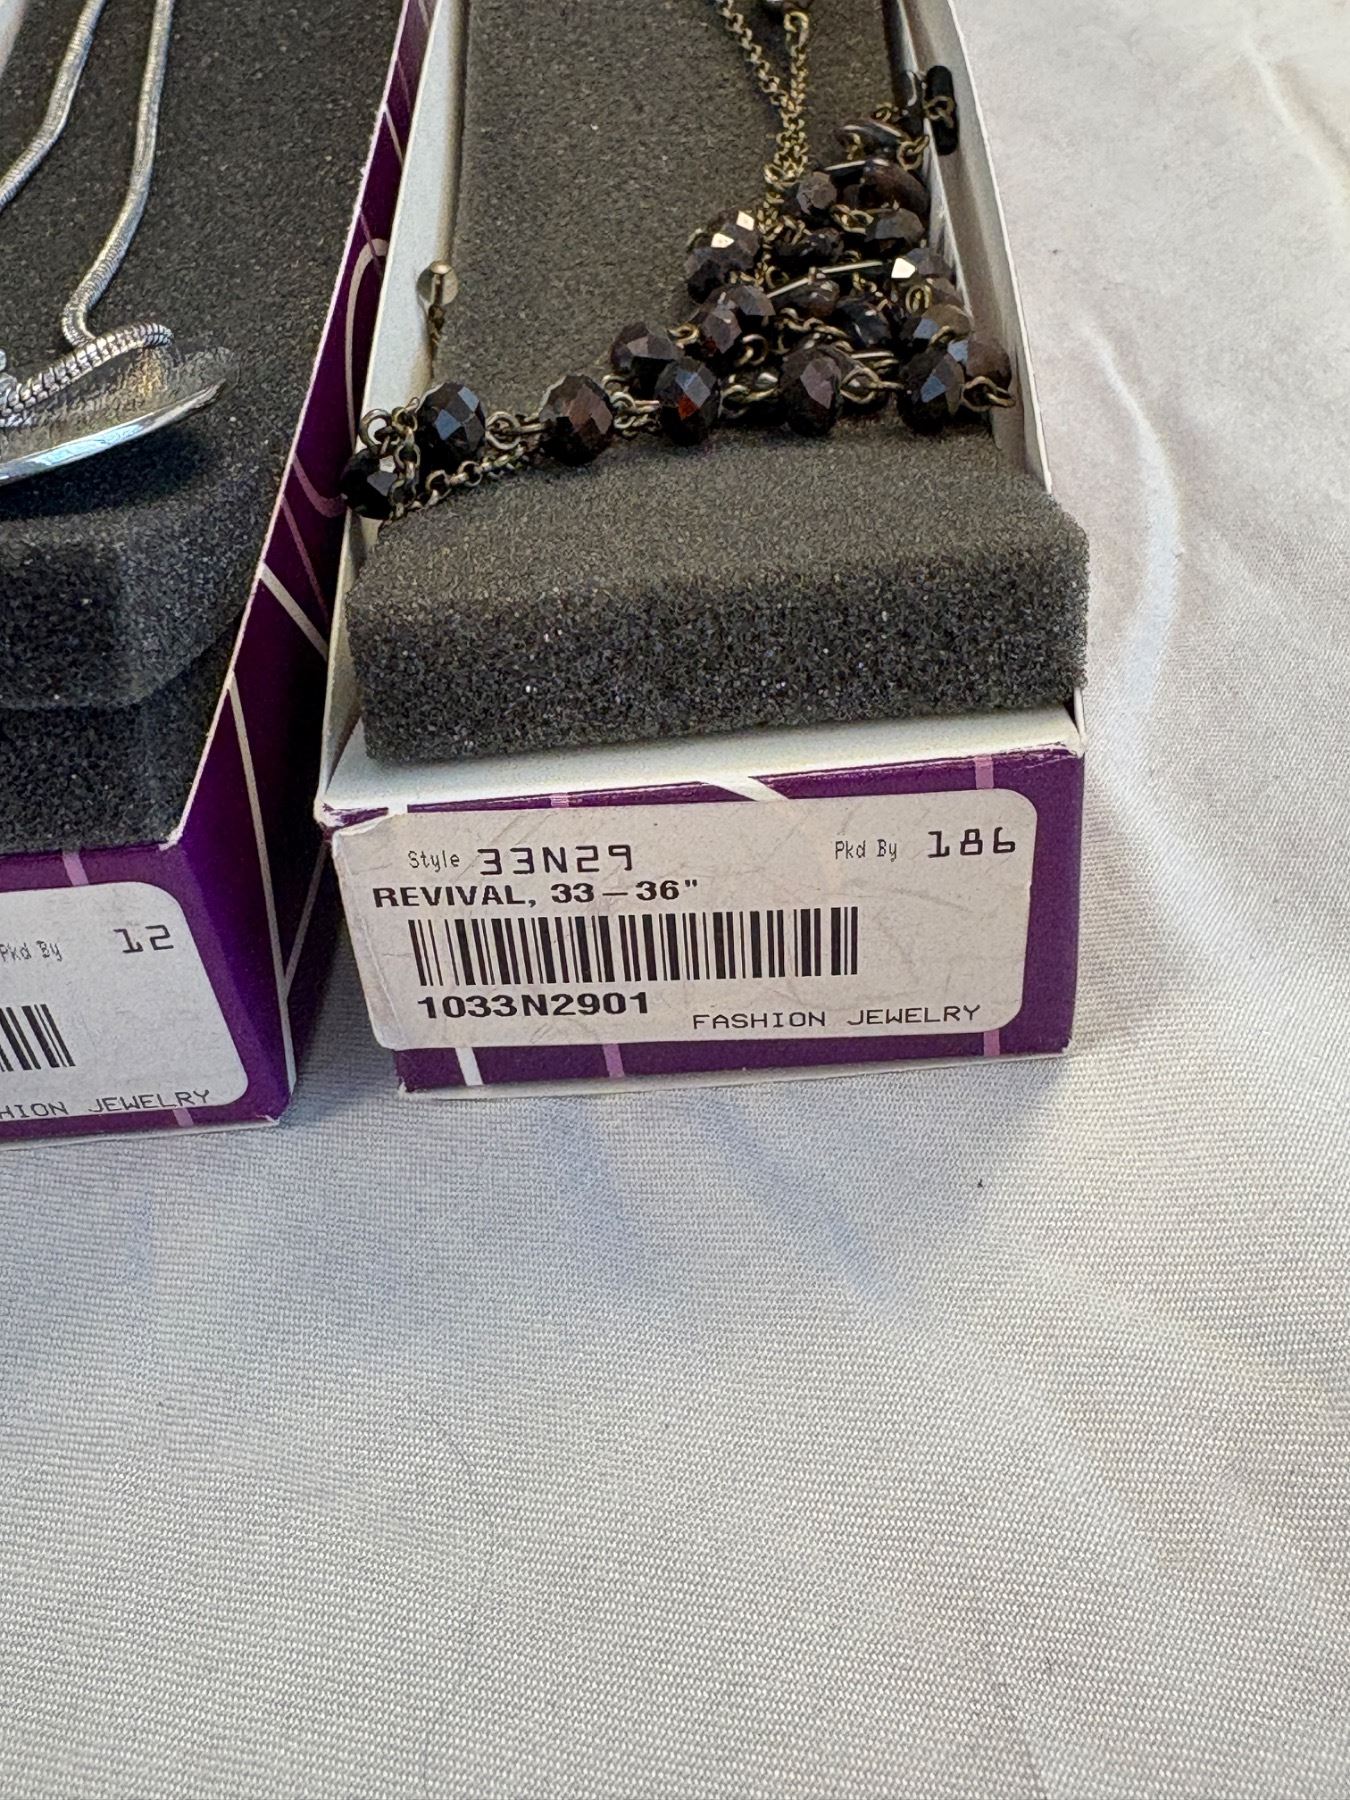 Style 33N29 Pkd By 186
REVIVAL, 33-36"
1033N2901
FASHION JEWELRY
Pkd By 12
HION JEWELRY